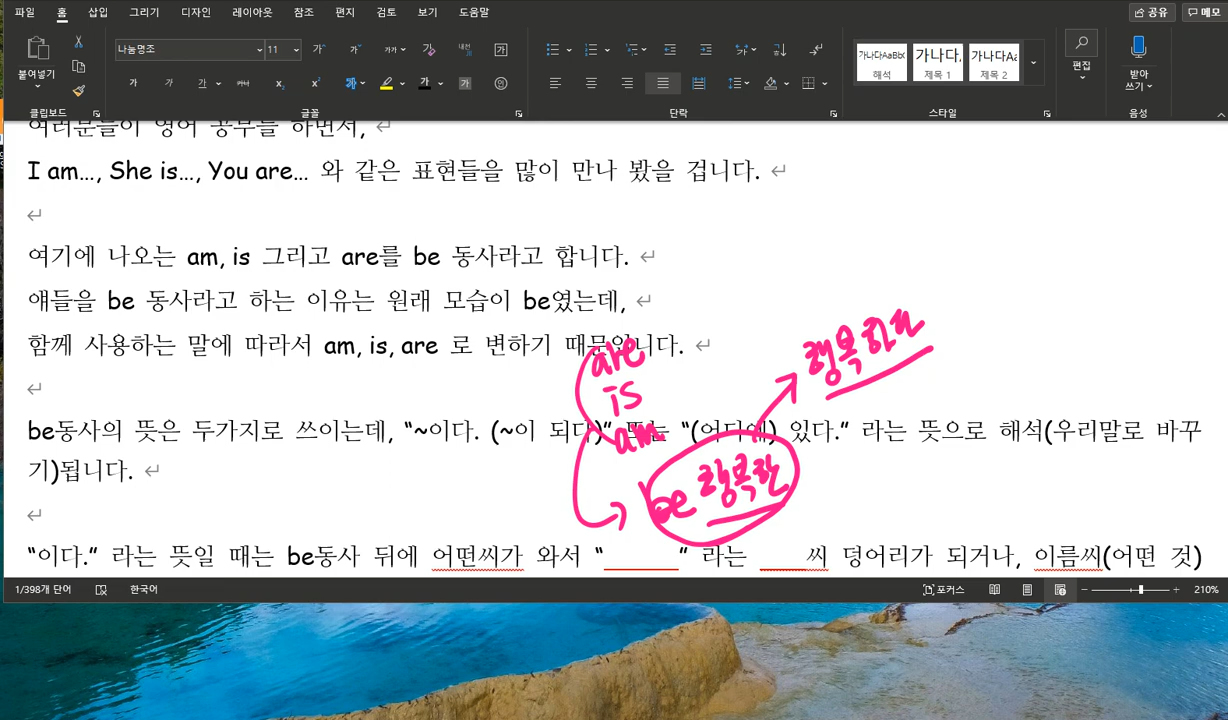 파일 홈 삽입 그리기 디자인 레이아웃 참조 편지 검토 보기 도움말 공유 메모
붙여넣기 나눔명조 11 가나다AaBbC 가나다, 가나다Aa 편집 받아쓰기
해석 제목 1 제목 2
클립보드 글꼴 단락 스타일 음성
여러분들이 영어 공부를 하면서,
I am…, She is…, You are… 와 같은 표현들을 많이 만나 봤을 겁니다.
여기에 나오는 am, is 그리고 are를 be 동사라고 합니다.
얘들을 be 동사라고 하는 이유는 원래 모습이 be였는데,
함께 사용하는 말에 따라서 am, is, are 로 변하기 때문입니다.
are
is
am
행복한다
be동사의 뜻은 두가지로 쓰이는데, “~이다. (~이 되다)” 또는 “(어디에) 있다.” 라는 뜻으로 해석(우리말로 바꾸
기)됩니다.
be 행복한
“이다.” 라는 뜻일 때는 be동사 뒤에 어떤씨가 와서 “______” 라는 ____씨 덩어리가 되거나, 이름씨(어떤 것)
1/398개 단어 한국어 포커스 210%